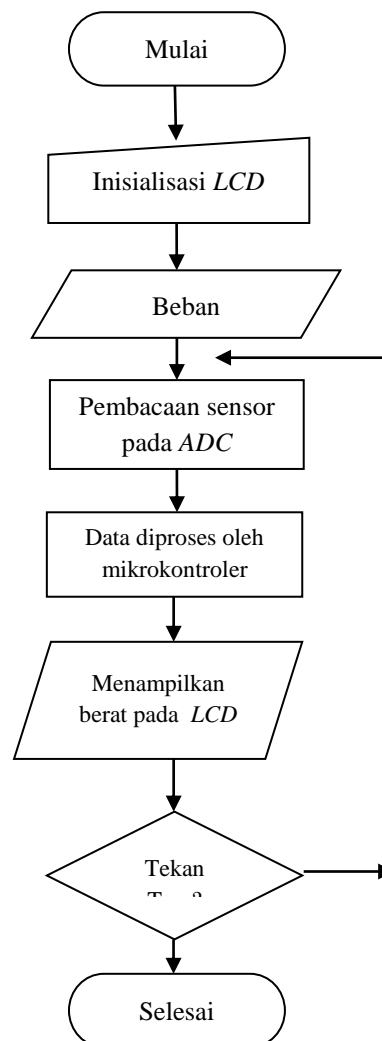 Mulai
Inisialisasi LCD
Beban
Pembacaan sensor
pada ADC
Data diproses oleh
mikrokontroler
Menampilkan
berat pada LCD
Tekan
Selesai